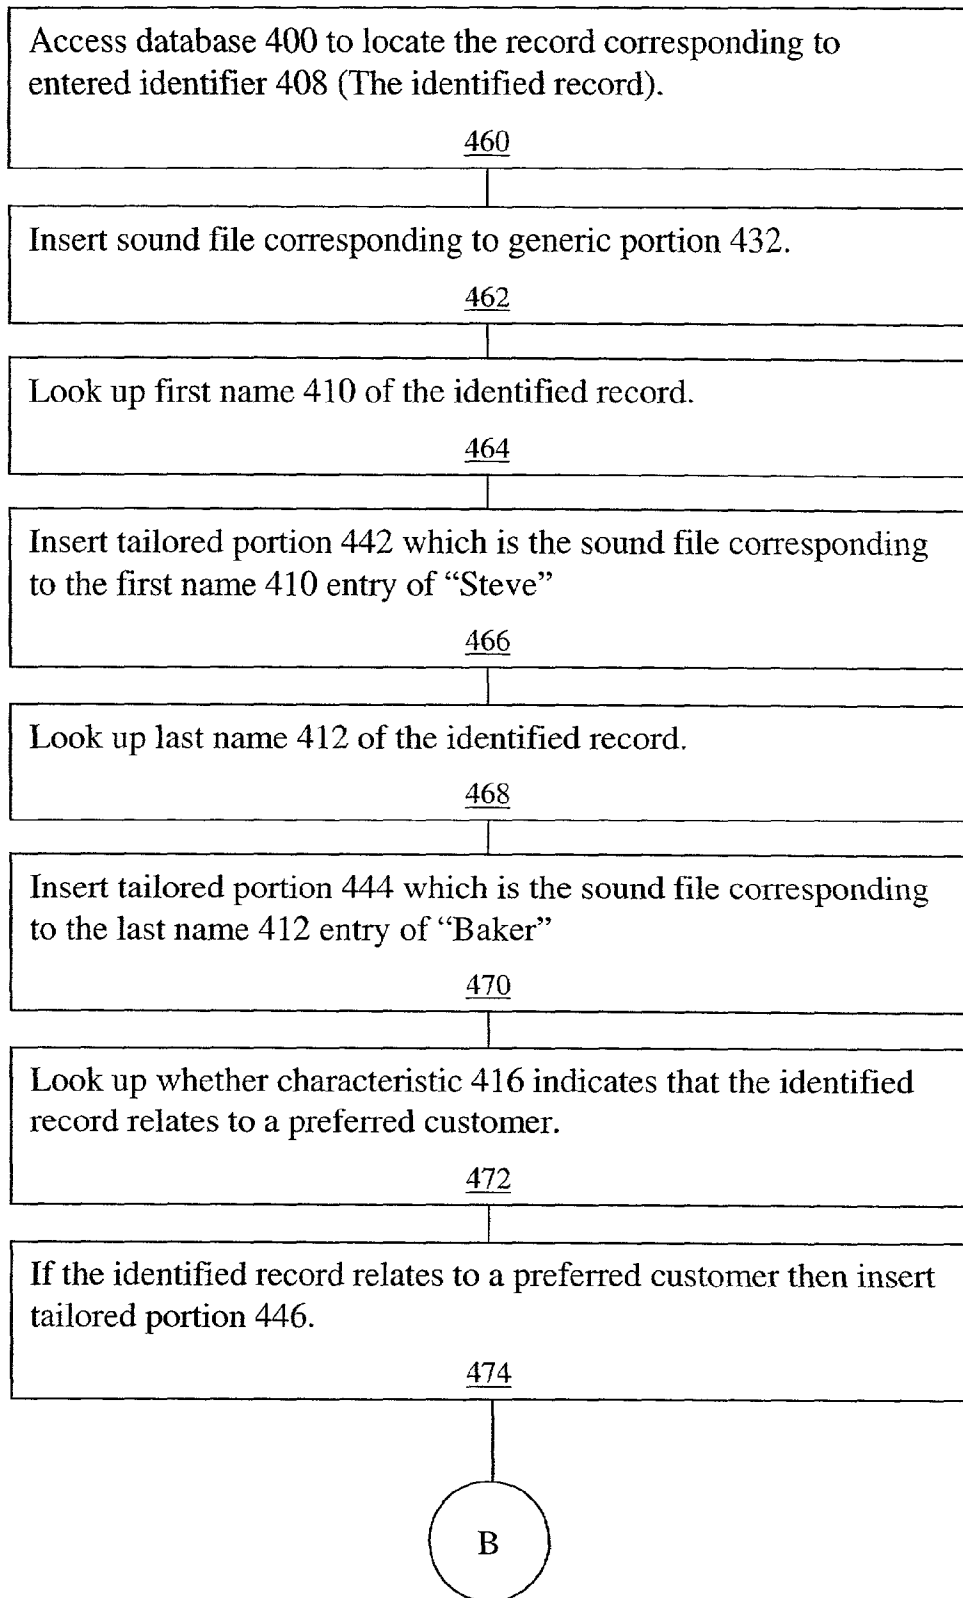 Access database 400 to locate the record corresponding to
entered identifier 408 (The identified record).
460
Insert sound file corresponding to generic portion 432.
462
Look up first name 410 of the identified record.
464
Insert tailored portion 442 which is the sound file corresponding
to the first name 410 entry of “Steve”
466
Look up last name 412 of the identified record.
468
Insert tailored portion 444 which is the sound file corresponding
to the last name 412 entry of “Baker”
470
Look up whether characteristic 416 indicates that the identified
record relates to a preferred customer.
472
If the identified record relates to a preferred customer then insert
tailored portion 446.
474
B